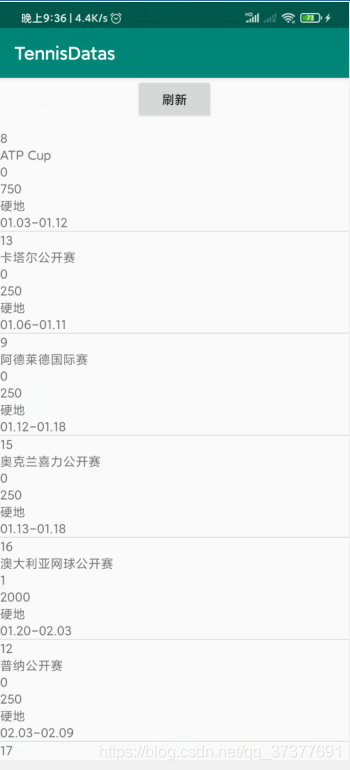 晚上9:36 | 4.4K/s
HD
73
TennisDatas
刷新
8
ATP Cup
0
750
硬地
01.03-01.12
13
卡塔尔公开赛
0
250
硬地
01.06-01.11
9
阿德莱德国际赛
0
250
硬地
01.12-01.18
15
奥克兰喜力公开赛
0
250
硬地
01.13-01.18
16
澳大利亚网球公开赛
1
2000
硬地
01.20-02.03
12
普纳公开赛
0
250
硬地
02.03-02.09
17
https://blog.csdn.net/qq_37377691